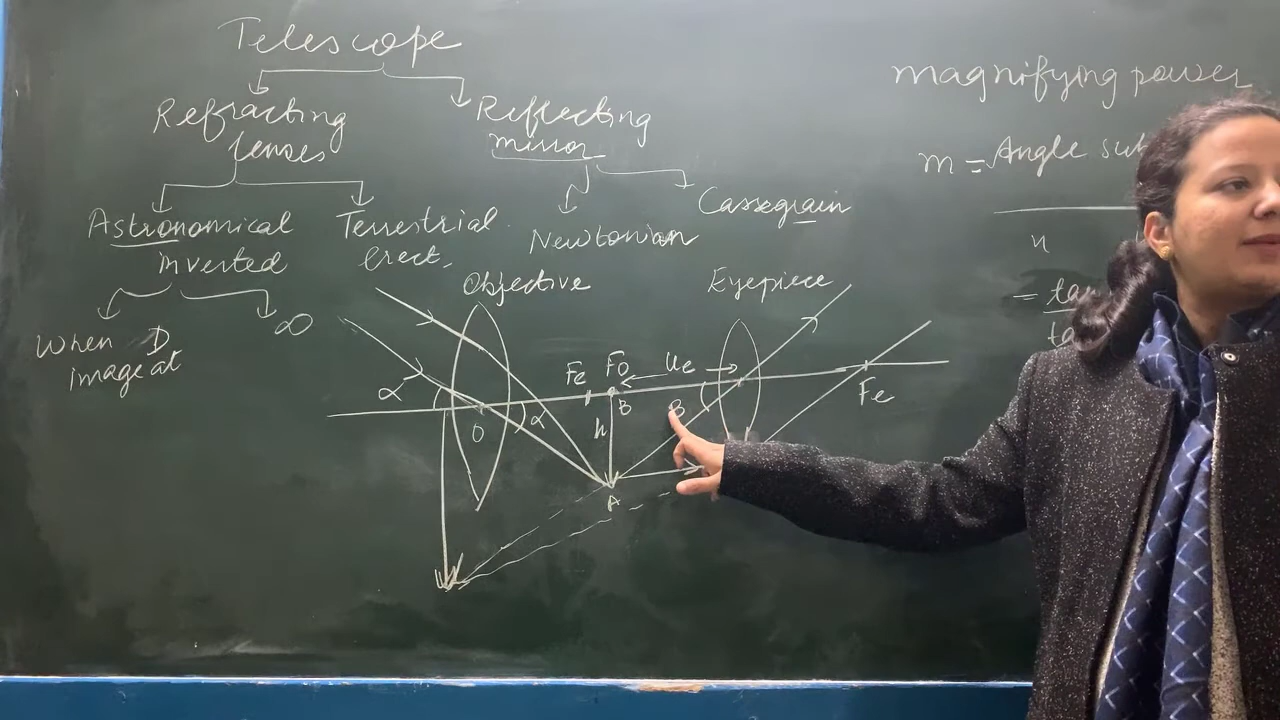 Telescope
Refracting
lenses
Reflecting
mirror
Astronomical
inverted
Terrestrial
erect,
Newtonian
Cassegrain
When D
image at
∞
Objective
Eyepiece
Fe
Fo
ue
α
O
α
h
B
B
A
Fe
magnifying power
m = Angle sub